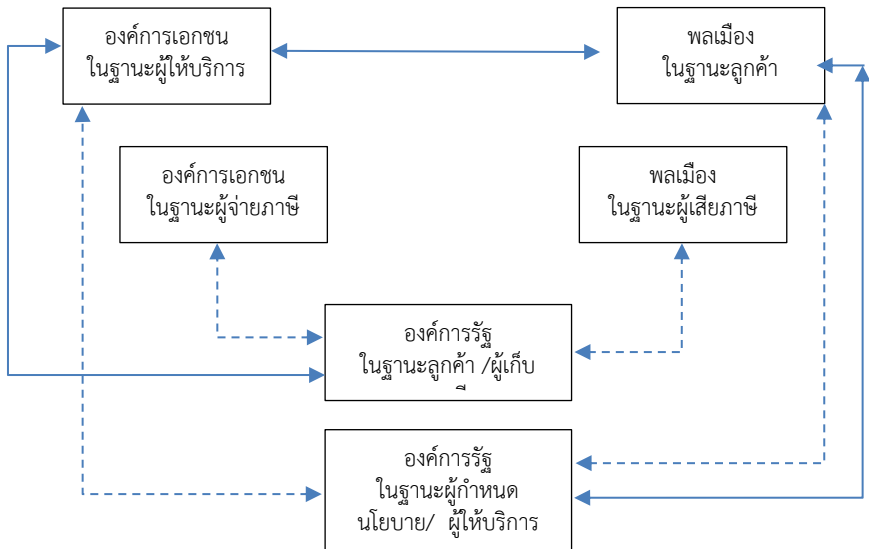 องค์การเอกชน
ในฐานะผู้ให้บริการ
พลเมือง
ในฐานะลูกค้า
องค์การเอกชน
ในฐานะผู้จ่ายภาษี
พลเมือง
ในฐานะผู้เสียภาษี
องค์การรัฐ
ในฐานะลูกค้า /ผู้เก็บ
องค์การรัฐ
ในฐานะผู้กำหนด
นโยบาย/ ผู้ให้บริการ